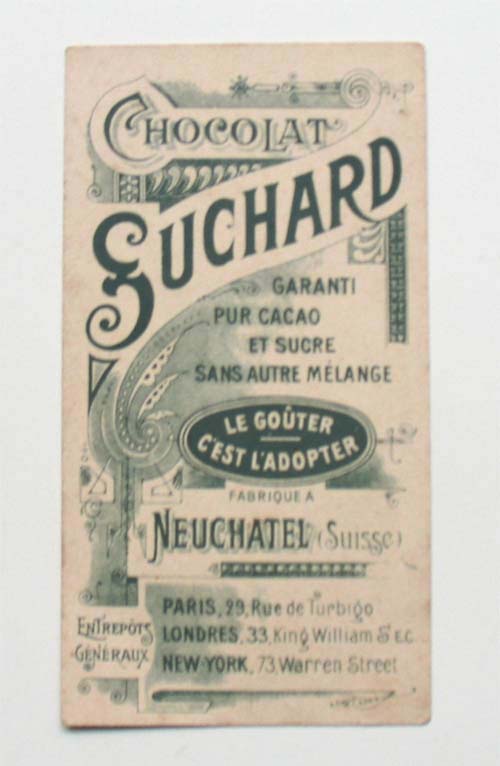 CHOCOLAT
SUCHARD
GARANTI
PUR CACAO
ET SUCRE
SANS AUTRE MÉLANGE
LE GOÛTER
C'EST L'ADOPTER
FABRIQUE A
NEUCHATEL (Suisse)
ENTREPÔTS
GÉNÉRAUX
PARIS, 29, Rue de Turbigo
LONDRES, 33, King William S E.C.
NEW-YORK, 73, Warren Street